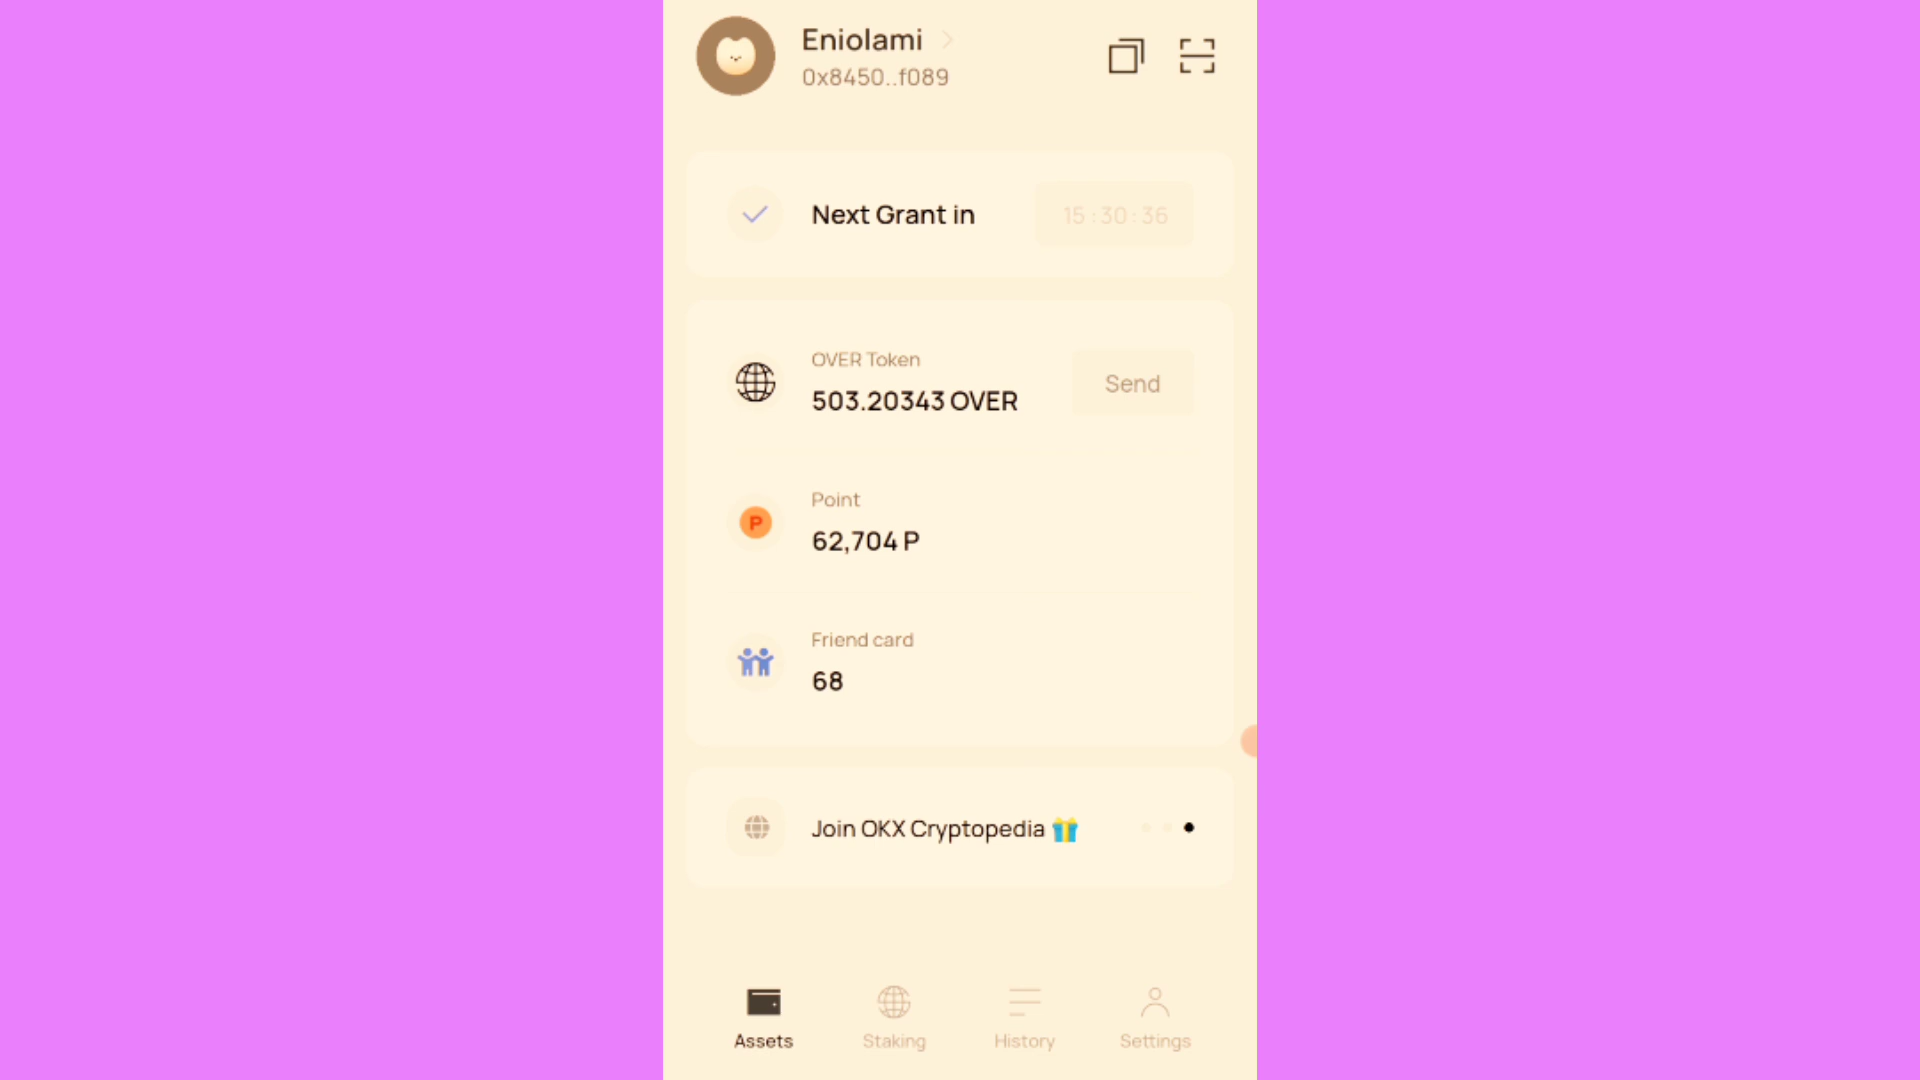 Eniolami
0x8450..f089
Next Grant in
15 : 30 : 36
OVER Token
503.20343 OVER
Send
Point
P
62,704 P
Friend card
68
Join OKX Cryptopedia 🎁
Assets
Staking
History
Settings